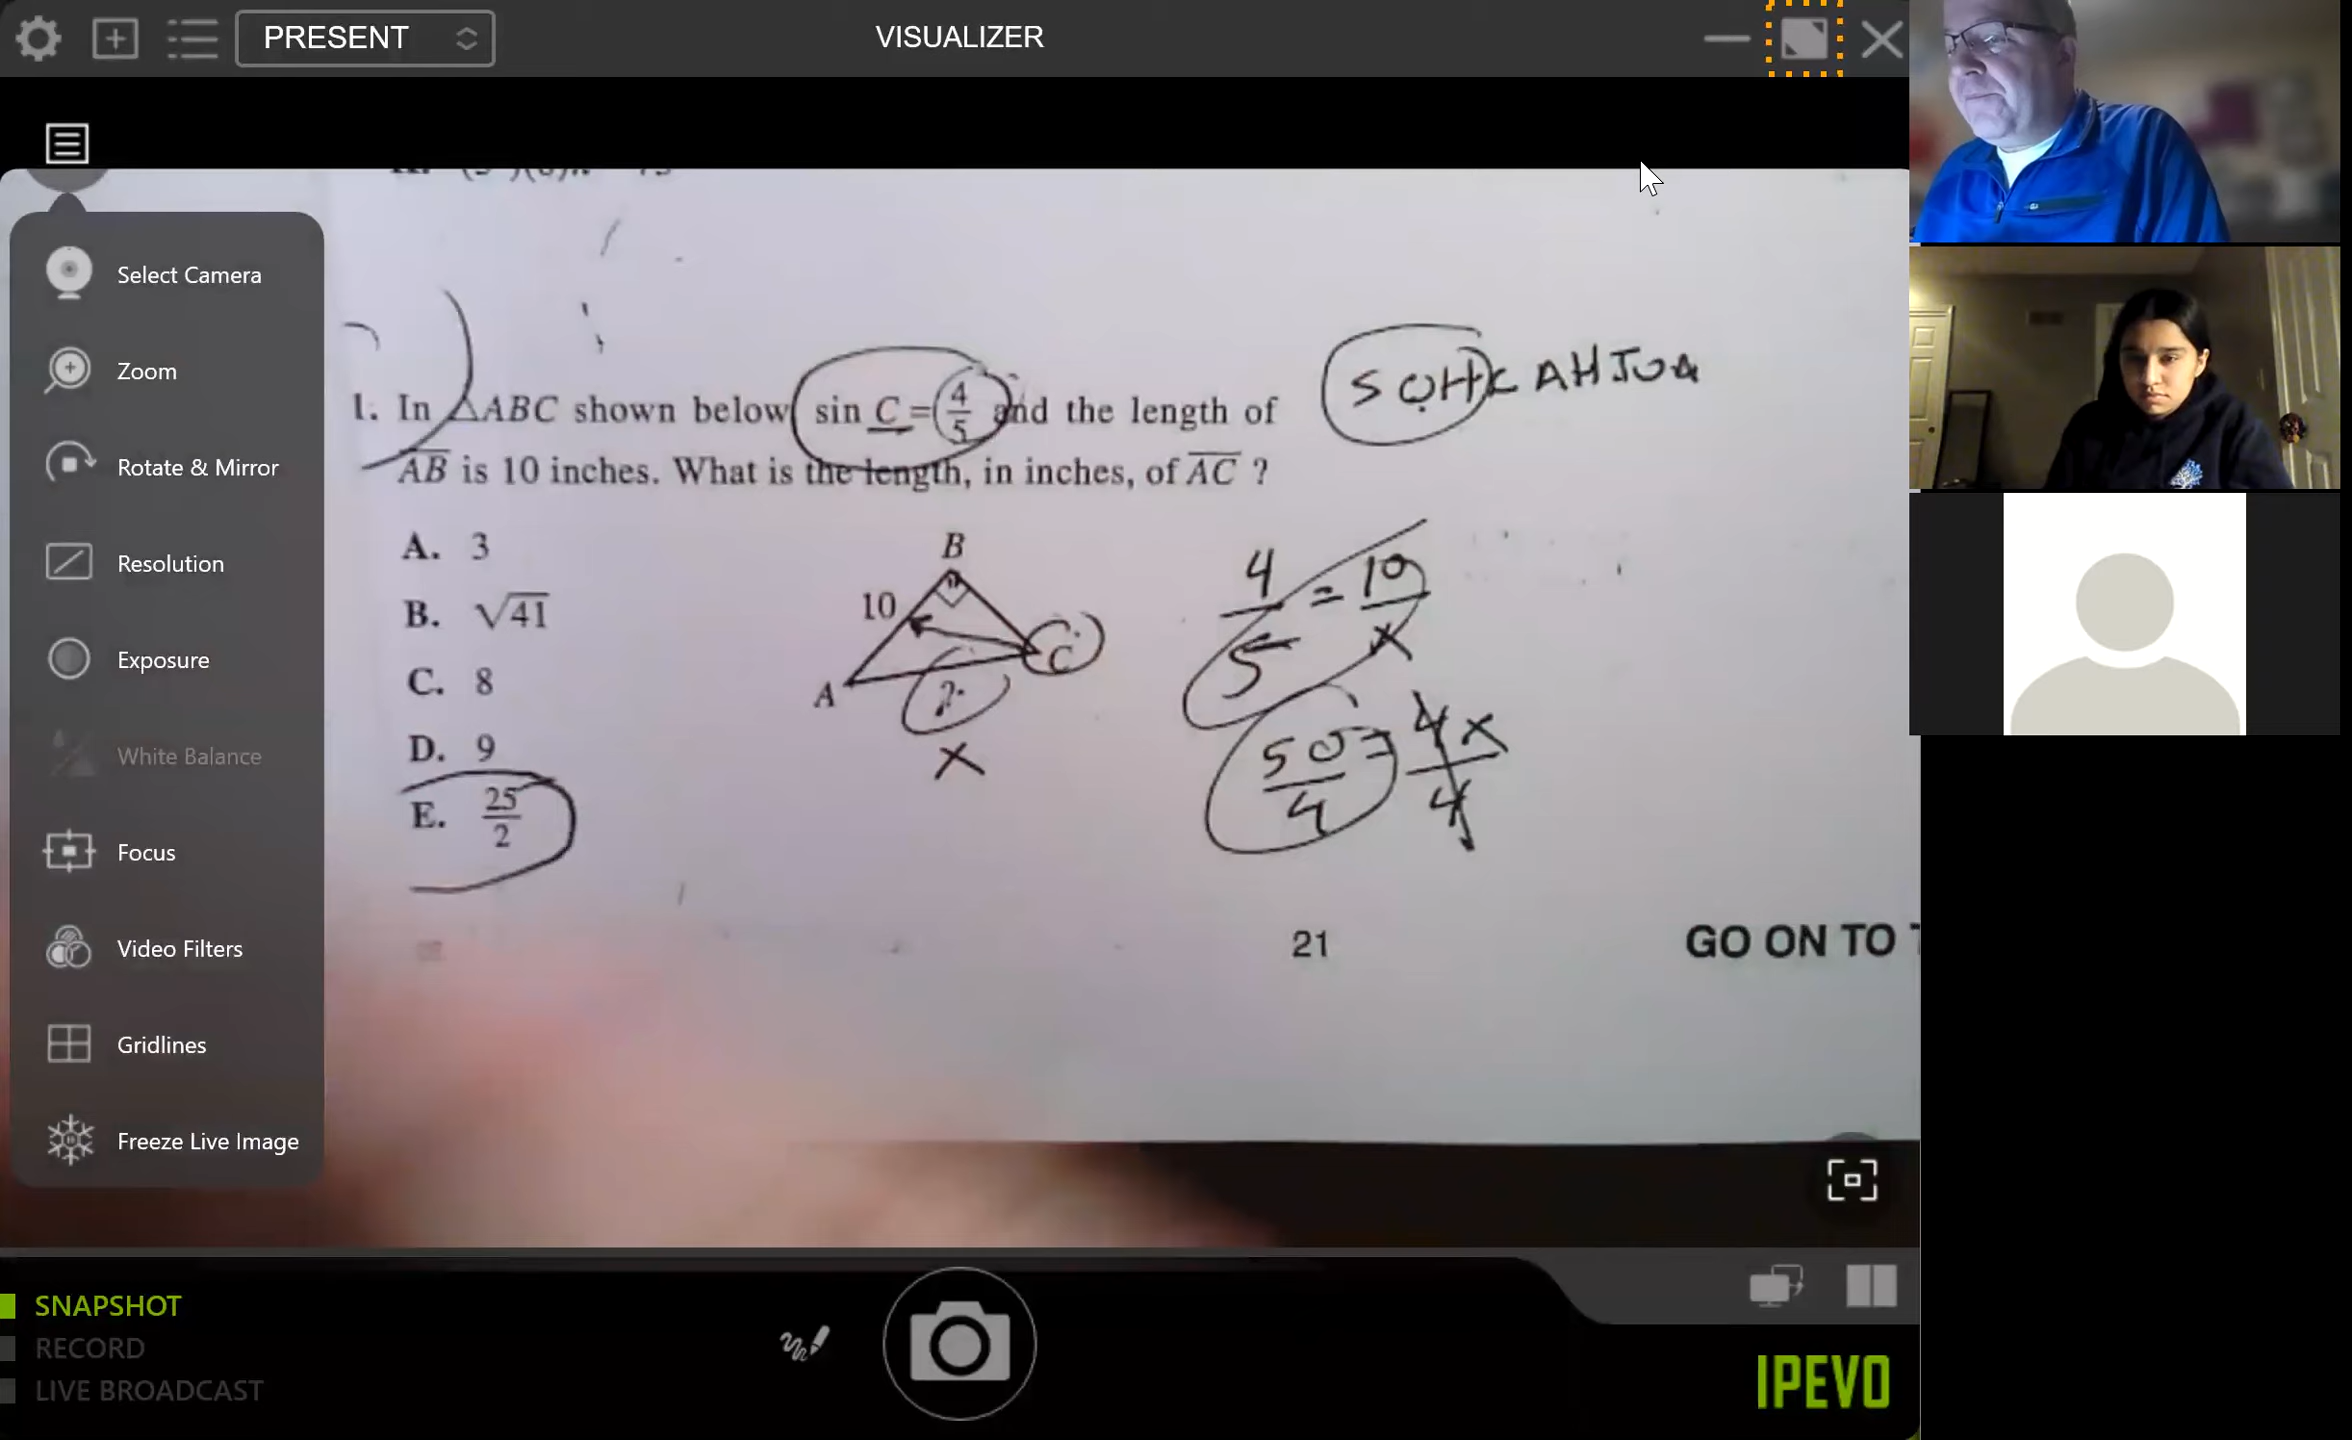 PRESENT
VISUALIZER
Select Camera
Zoom
Rotate & Mirror
Resolution
Exposure
White Balance
Focus
Video Filters
Gridlines
Freeze Live Image
1. In △ABC shown below sin C = 4/5 and the length of
AB is 10 inches. What is the length, in inches, of AC ?
SOHCAHTOA
A. 3
B. √41
C. 8
D. 9
E. 25/2
B
10
A
C
?
x
4/5 = 10/x
50/4 = 4x/4
21
GO ON TO
SNAPSHOT
RECORD
LIVE BROADCAST
IPEVO